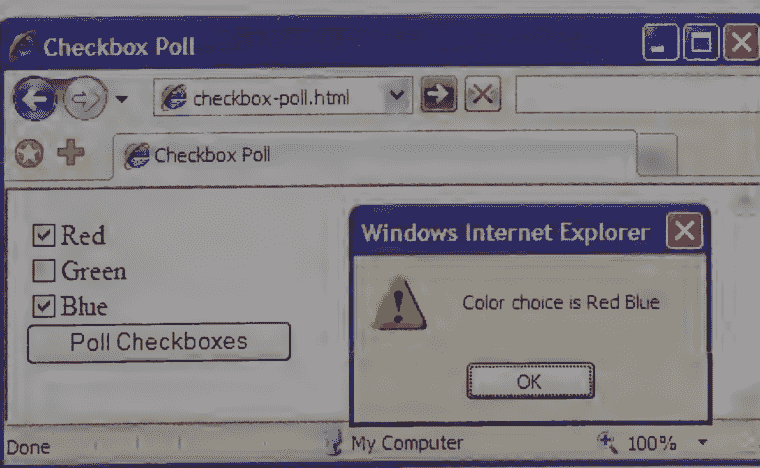 Checkbox Poll
checkbox-poll.html
Checkbox Poll
Red
Green
Blue
Poll Checkboxes
Windows Internet Explorer
Color choice is Red Blue
OK
Done
My Computer
100%